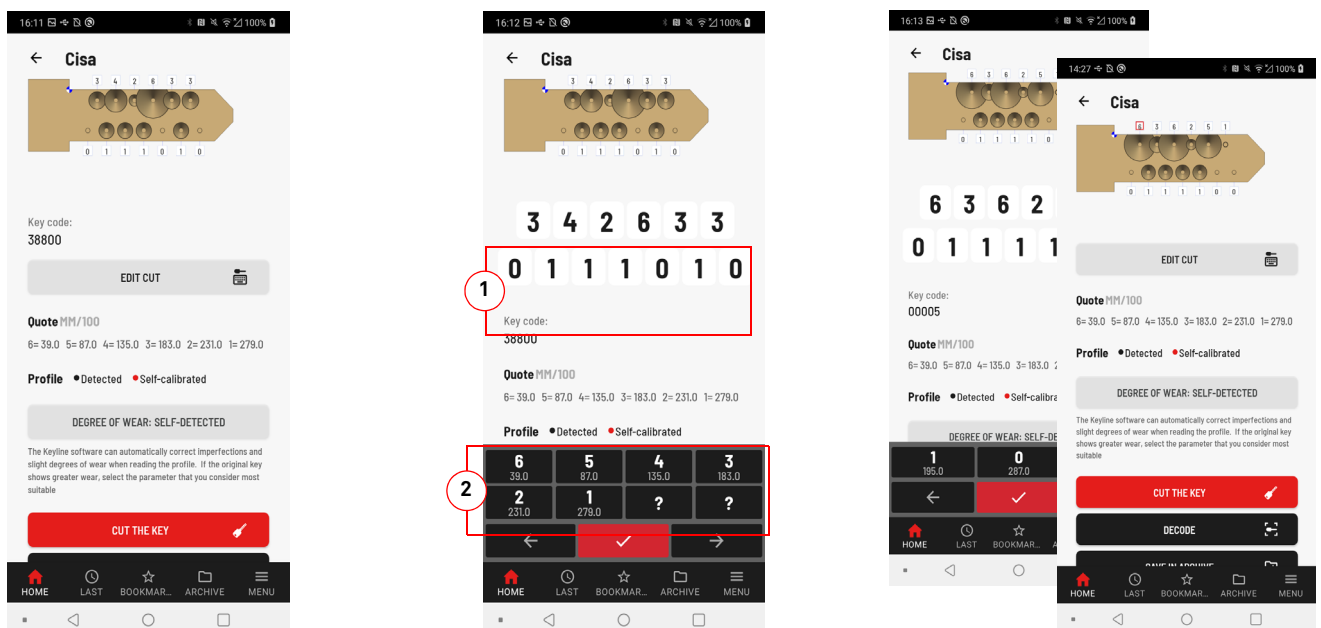 16:11 100%
Cisa
3 4 2 6 3 3
0 1 1 1 0 1 0
Key code:
38800
EDIT CUT
Quote MM/100
6= 39.0 5= 87.0 4= 135.0 3= 183.0 2= 231.0 1= 279.0
Profile Detected Self-calibrated
DEGREE OF WEAR: SELF-DETECTED
The Keyline software can automatically correct imperfections and
slight degrees of wear when reading the profile. If the original key
shows greater wear, select the parameter that you consider most
suitable
CUT THE KEY
HOME LAST BOOKMAR... ARCHIVE MENU
16:12 100%
Cisa
3 4 2 6 3 3
0 1 1 1 0 1 0
3 4 2 6 3 3
0 1 1 1 0 1 0
1
Key code:
38800
Quote MM/100
6= 39.0 5= 87.0 4= 135.0 3= 183.0 2= 231.0 1= 279.0
Profile Detected Self-calibrated
2
6 5 4 3
39.0 87.0 135.0 183.0
2 1 ? ?
231.0 279.0
HOME LAST BOOKMAR... ARCHIVE MENU
16:13 100%
Cisa
6 3 6 2 5
0 1 1 1 1 0
6 3 6 2
0 1 1 1 1
Key code:
00005
Quote MM/100
6= 39.0 5= 87.0 4= 135.0 3= 183.0 2
Profile Detected Self-calibra
DEGREE OF WEAR: SELF-DE
1 0
195.0 287.0
HOME LAST BOOKMAR... A
14:27 100%
Cisa
6 3 6 2 5 1
0 1 1 1 1 0 0
EDIT CUT
Quote MM/100
6= 39.0 5= 87.0 4= 135.0 3= 183.0 2= 231.0 1= 279.0
Profile Detected Self-calibrated
DEGREE OF WEAR: SELF-DETECTED
The Keyline software can automatically correct imperfections and
slight degrees of wear when reading the profile. If the original key
shows greater wear, select the parameter that you consider most
suitable
CUT THE KEY
DECODE
SAVE IN ARCHIVE
HOME LAST BOOKMAR... ARCHIVE MENU